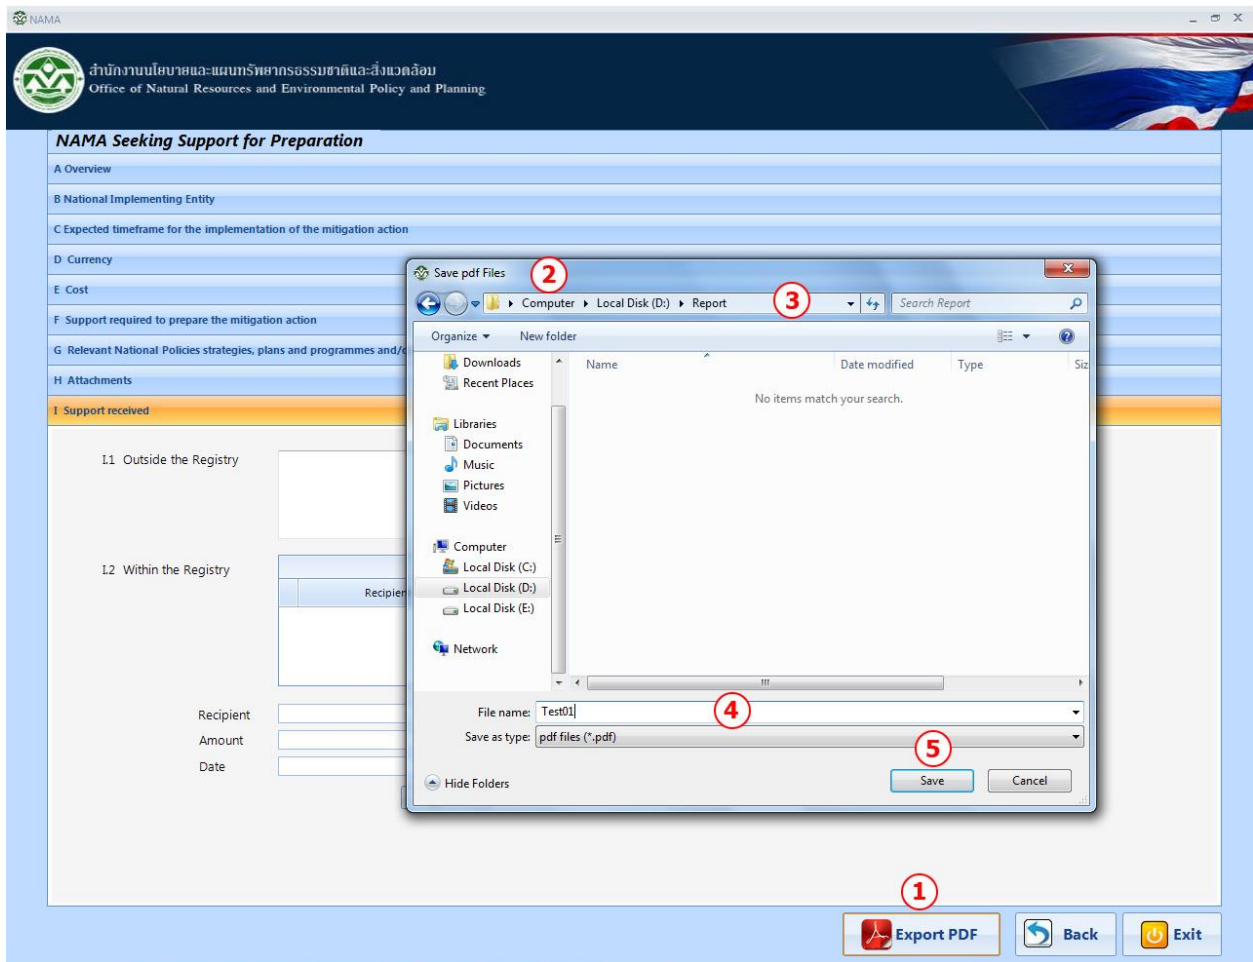 NAMA
สำนักงานนโยบายและแผนทรัพยากรธรรมชาติและสิ่งแวดล้อม
Office of Natural Resources and Environmental Policy and Planning
NAMA Seeking Support for Preparation
A Overview
B National Implementing Entity
C Expected timeframe for the implementation of the mitigation action
D Currency
E Cost
F Support required to prepare the mitigation action
G Relevant National Policies strategies, plans and programmes and/
H Attachments
I Support received
I.1 Outside the Registry
I.2 Within the Registry
Recipien
Recipient
Amount
Date
Save pdf Files
2
Computer Local Disk (D:) Report
3
Search Report
Organize New folder
Downloads
Recent Places
Libraries
Documents
Music
Pictures
Videos
Computer
Local Disk (C:)
Local Disk (D:)
Local Disk (E:)
Network
Name Date modified Type Siz
No items match your search.
File name: Test01
4
Save as type: pdf files (*.pdf)
5
Hide Folders
Save Cancel
1
Export PDF Back Exit